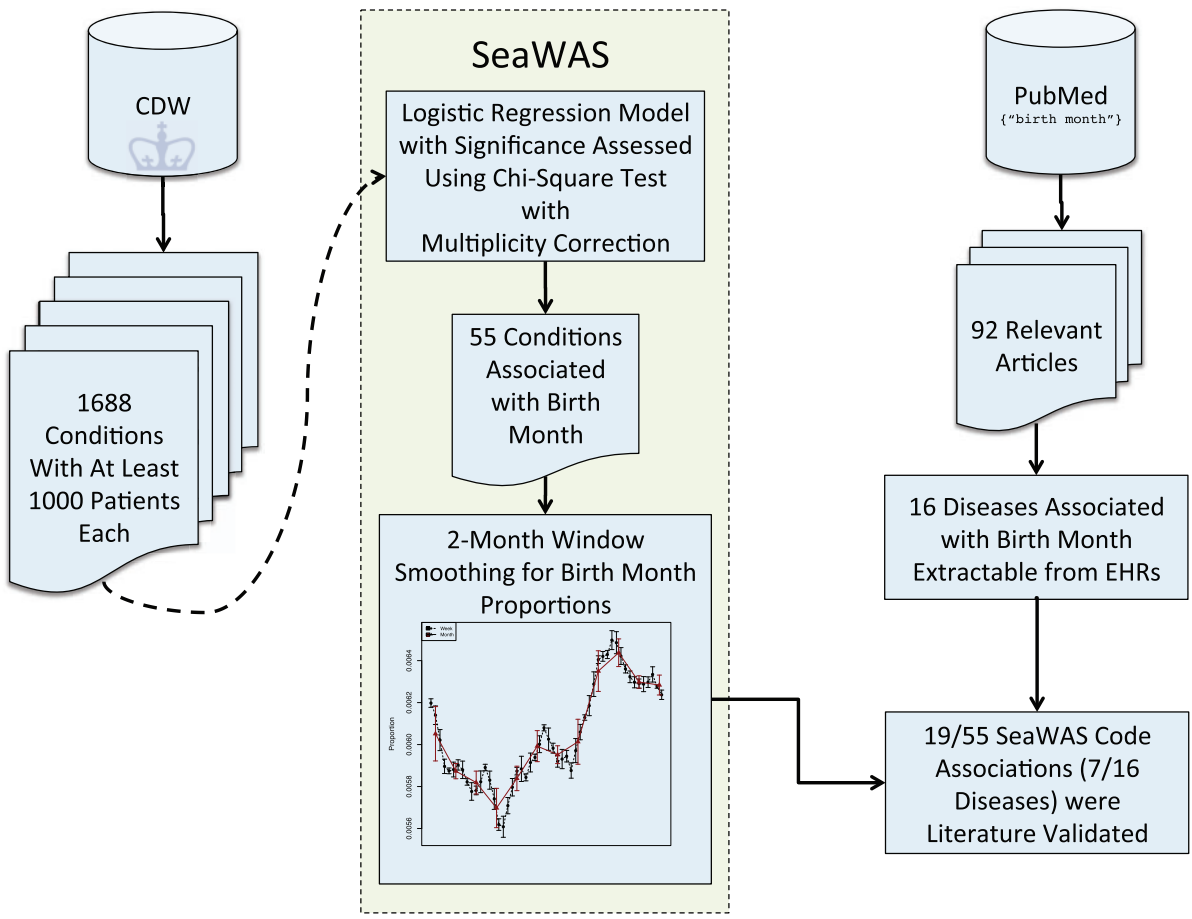 CDW
1688
Conditions
With At Least
1000 Patients
Each
SeaWAS
Logistic Regression Model
with Significance Assessed
Using Chi-Square Test
with
Multiplicity Correction
55 Conditions
Associated
with Birth
Month
2-Month Window
Smoothing for Birth Month
Proportions
Week
Month
Proportion
0.0064
0.0062
0.0060
0.0058
0.0056
PubMed
{“birth month”}
92 Relevant
Articles
16 Diseases Associated
with Birth Month
Extractable from EHRs
19/55 SeaWAS Code
Associations (7/16
Diseases) were
Literature Validated